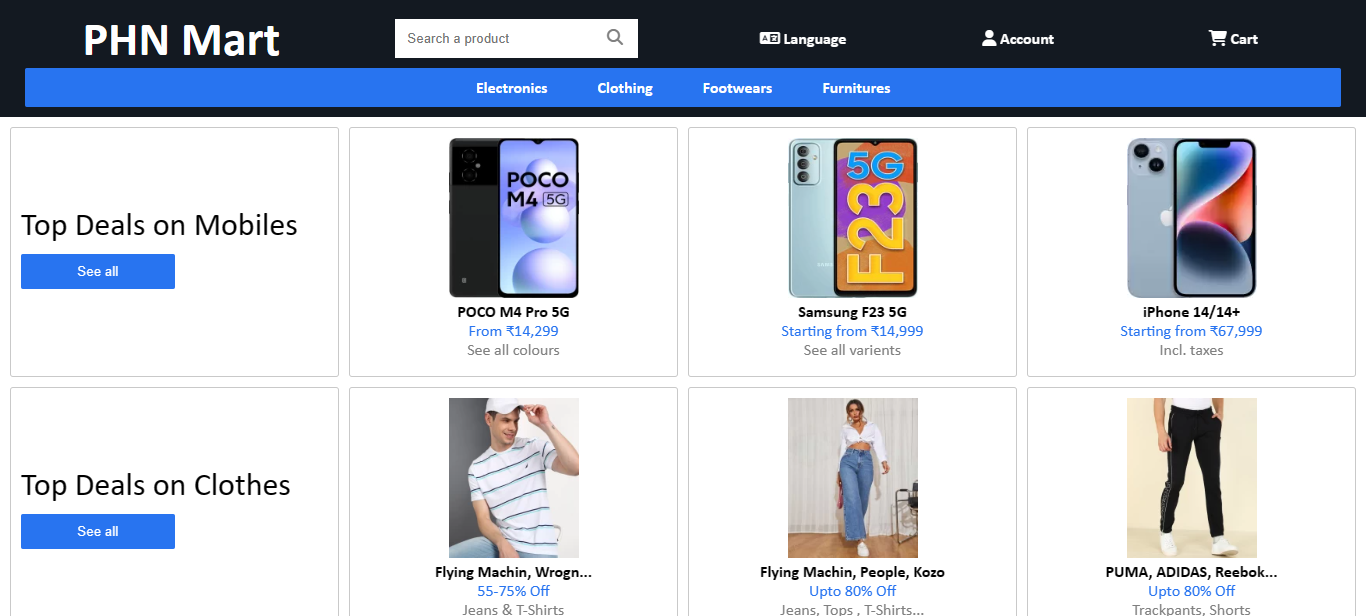 PHN Mart
Search a product
Language
Account
Cart
Electronics Clothing Footwears Furnitures
Top Deals on Mobiles
See all
POCO
M4 5G
POCO M4 Pro 5G
From ₹14,299
See all colours
5G
F23
SAMSUNG
Samsung F23 5G
Starting from ₹14,999
See all varients
iPhone 14/14+
Starting from ₹67,999
Incl. taxes
Top Deals on Clothes
See all
Flying Machin, Wrogn...
55-75% Off
Jeans & T-Shirts
Flying Machin, People, Kozo
Upto 80% Off
Jeans, Tops , T-Shirts...
PUMA, ADIDAS, Reebok...
Upto 80% Off
Trackpants, Shorts